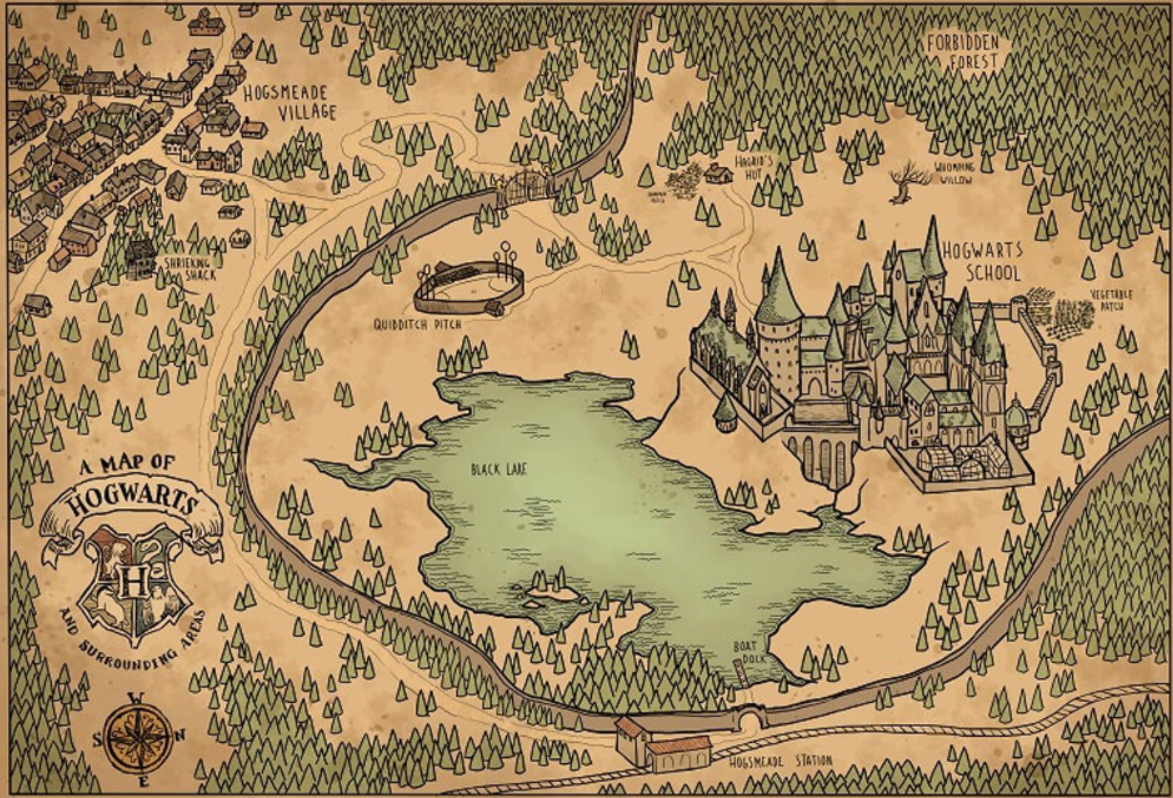 FORBIDDEN
FOREST
HOGSMEADE
VILLAGE
HAGRID'S
HUT
WHOMPING
WILLOW
SHRIEKING
SHACK
HOGWARTS
SCHOOL
VEGETABLE
PATCH
QUIDDITCH PITCH
BLACK LAKE
A MAP OF
HOGWARTS
H
AND SURROUNDING AREAS
BOAT
DOCK
W
S N
E
HOGSMEADE STATION